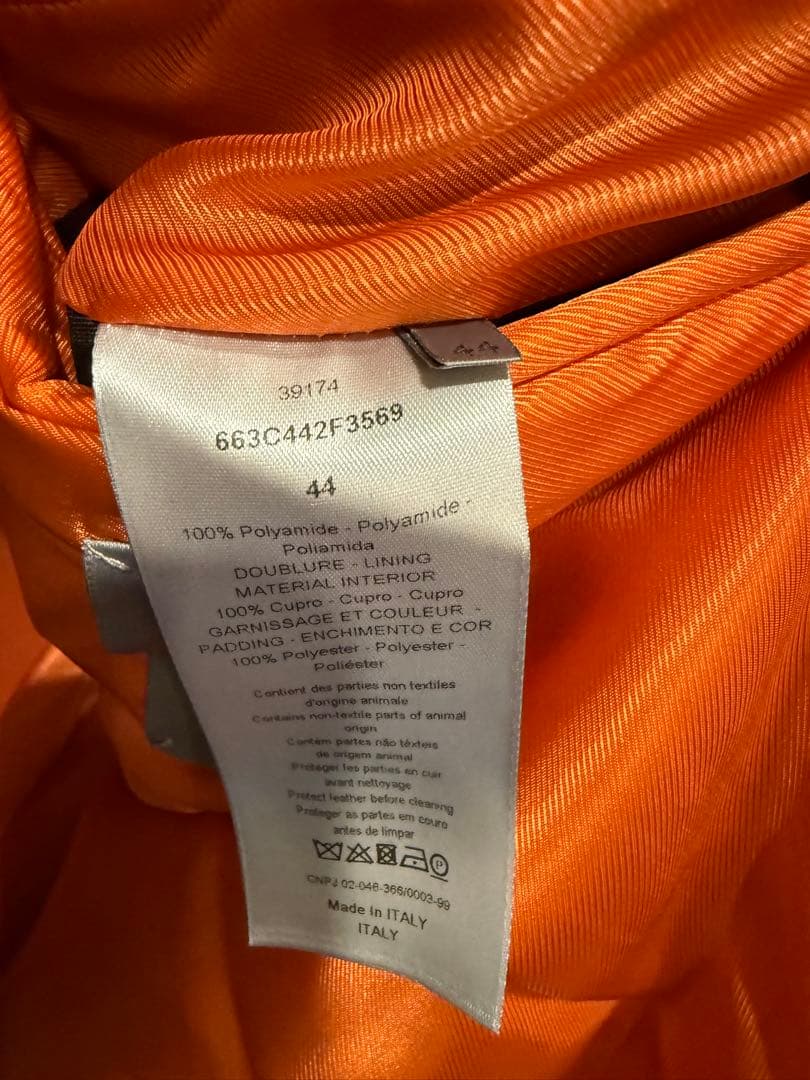 44
39174
663C442F3569
44
100% Polyamide - Polyamide -
Poliamida
DOUBLURE - LINING
MATERIAL INTERIOR
100% Cupro - Cupro - Cupro
GARNISSAGE ET COULEUR -
PADDING - ENCHIMENTO E COR
100% Polyester - Polyester -
Poliéster
Contient des parties non textiles
d'origine animale
Contains non-textile parts of animal
origin
Contém partes não têxteis
de origem animal
Protéger les parties en cuir
avant nettoyage
Protect leather before cleaning
Proteger as partes em couro
antes de limpar
P
CNPJ 02-046-366/0003-99
Made in ITALY
ITALY